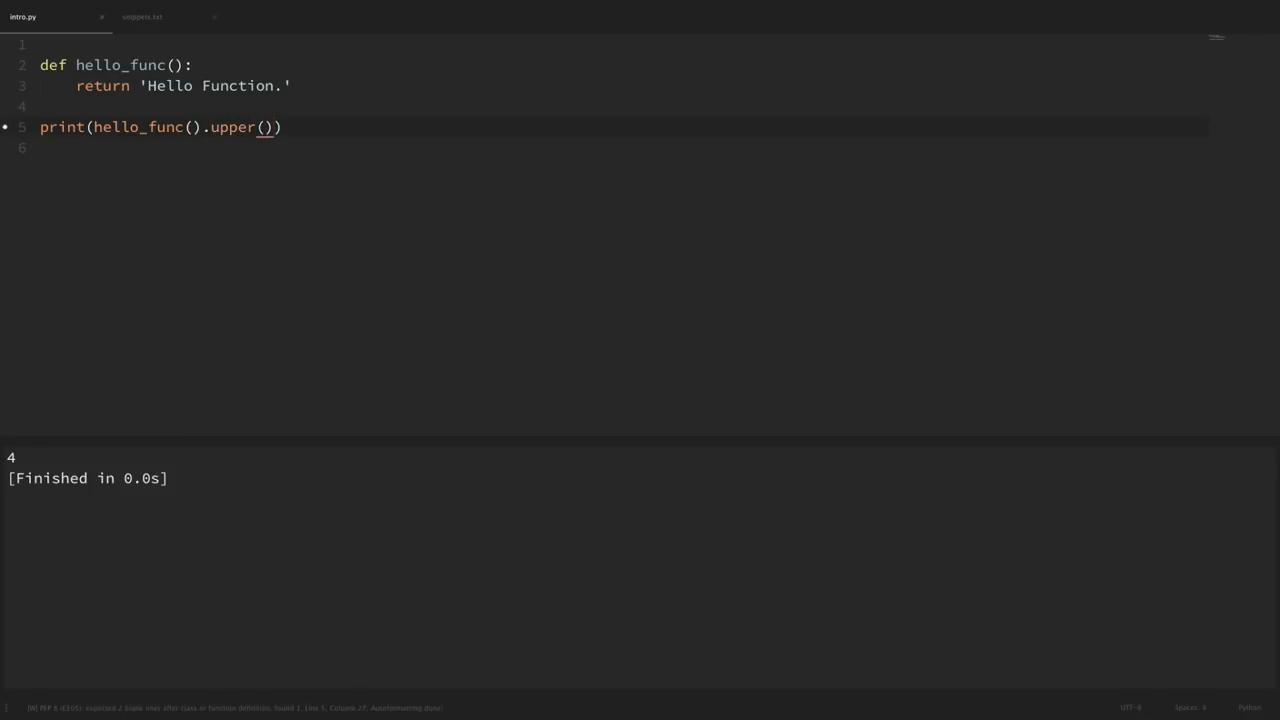 intro.py
snippets.txt
1
2 def hello_func():
3 return 'Hello Function.'
4
5 print(hello_func().upper())
6
4
[Finished in 0.0s]
[W] PEP 8 (E305): expected 2 blank lines after class or function definition, found 1, Line 5, Column 27; Autoformatting done!
UTF-8
Spaces: 4
Python